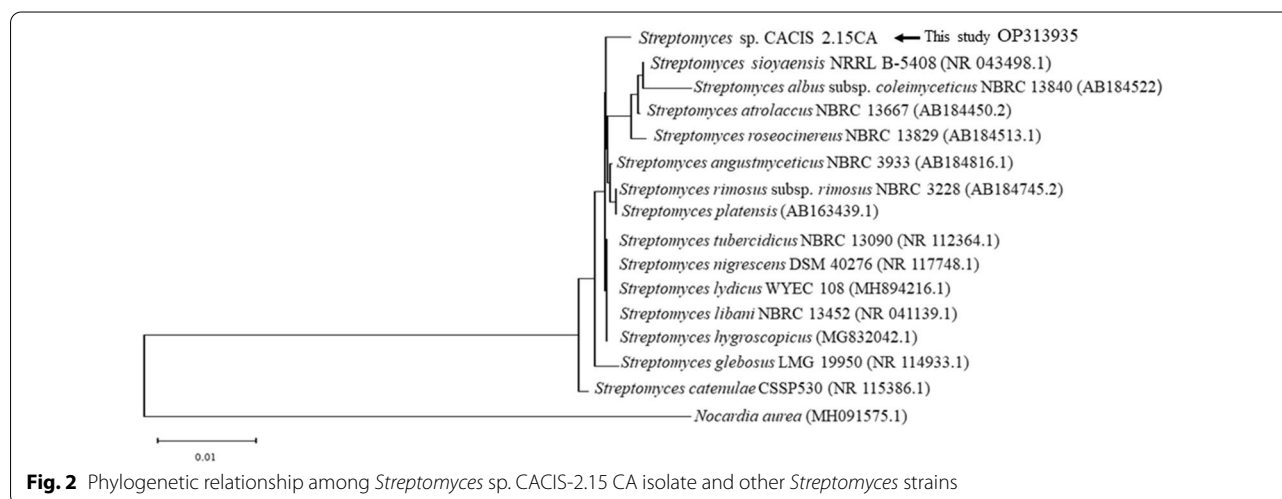 Streptomyces sp. CACIS 2.15CA ← This study OP313935
Streptomyces sioyaensis NRRL B-5408 (NR 043498.1)
Streptomyces albus subsp. coleimyceticus NBRC 13840 (AB184522)
Streptomyces atrolaccus NBRC 13667 (AB184450.2)
Streptomyces roseocinereus NBRC 13829 (AB184513.1)
Streptomyces angustmyceticus NBRC 3933 (AB184816.1)
Streptomyces rimosus subsp. rimosus NBRC 3228 (AB184745.2)
Streptomyces platensis (AB163439.1)
Streptomyces tubercidicus NBRC 13090 (NR 112364.1)
Streptomyces nigrescens DSM 40276 (NR 117748.1)
Streptomyces lydicus WYEC 108 (MH894216.1)
Streptomyces libani NBRC 13452 (NR 041139.1)
Streptomyces hygroscopicus (MG832042.1)
Streptomyces glebosus LMG 19950 (NR 114933.1)
Streptomyces catenulae CSSP530 (NR 115386.1)
Nocardia aurea (MH091575.1)
0.01
Fig. 2 Phylogenetic relationship among Streptomyces sp. CACIS-2.15 CA isolate and other Streptomyces strains